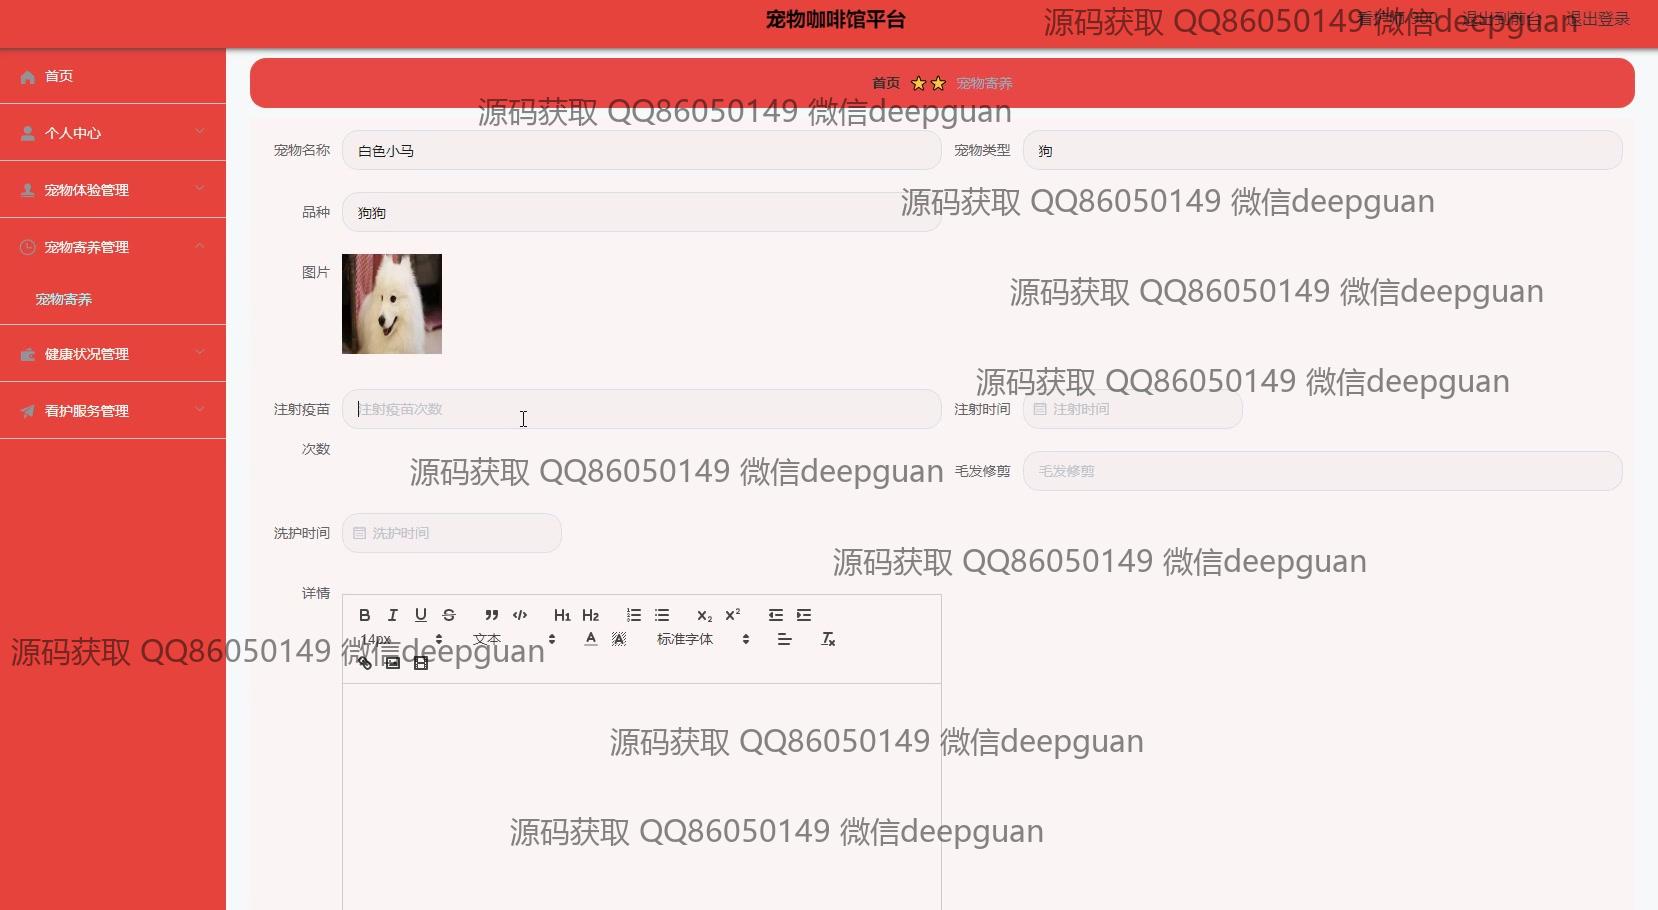 宠物咖啡馆平台
源码获取 QQ86050149 微信deepguan
退出到前台
退出登录
首页
首页 宠物寄养
源码获取 QQ86050149 微信deepguan
个人中心
宠物名称 白色小马 宠物类型 狗
宠物体验管理
源码获取 QQ86050149 微信deepguan
品种 狗狗
宠物寄养管理
图片
宠物寄养
源码获取 QQ86050149 微信deepguan
健康状况管理
源码获取 QQ86050149 微信deepguan
看护服务管理
注射疫苗 注射疫苗次数 注射时间 注射时间
次数
源码获取 QQ86050149 微信deepguan
毛发修剪 毛发修剪
洗护时间 洗护时间
源码获取 QQ86050149 微信deepguan
详情
B I U S H1 H2 X2 X2
14px 文本 A A 标准字体 Tx
源码获取 QQ86050149 微信deepguan
源码获取 QQ86050149 微信deepguan
源码获取 QQ86050149 微信deepguan